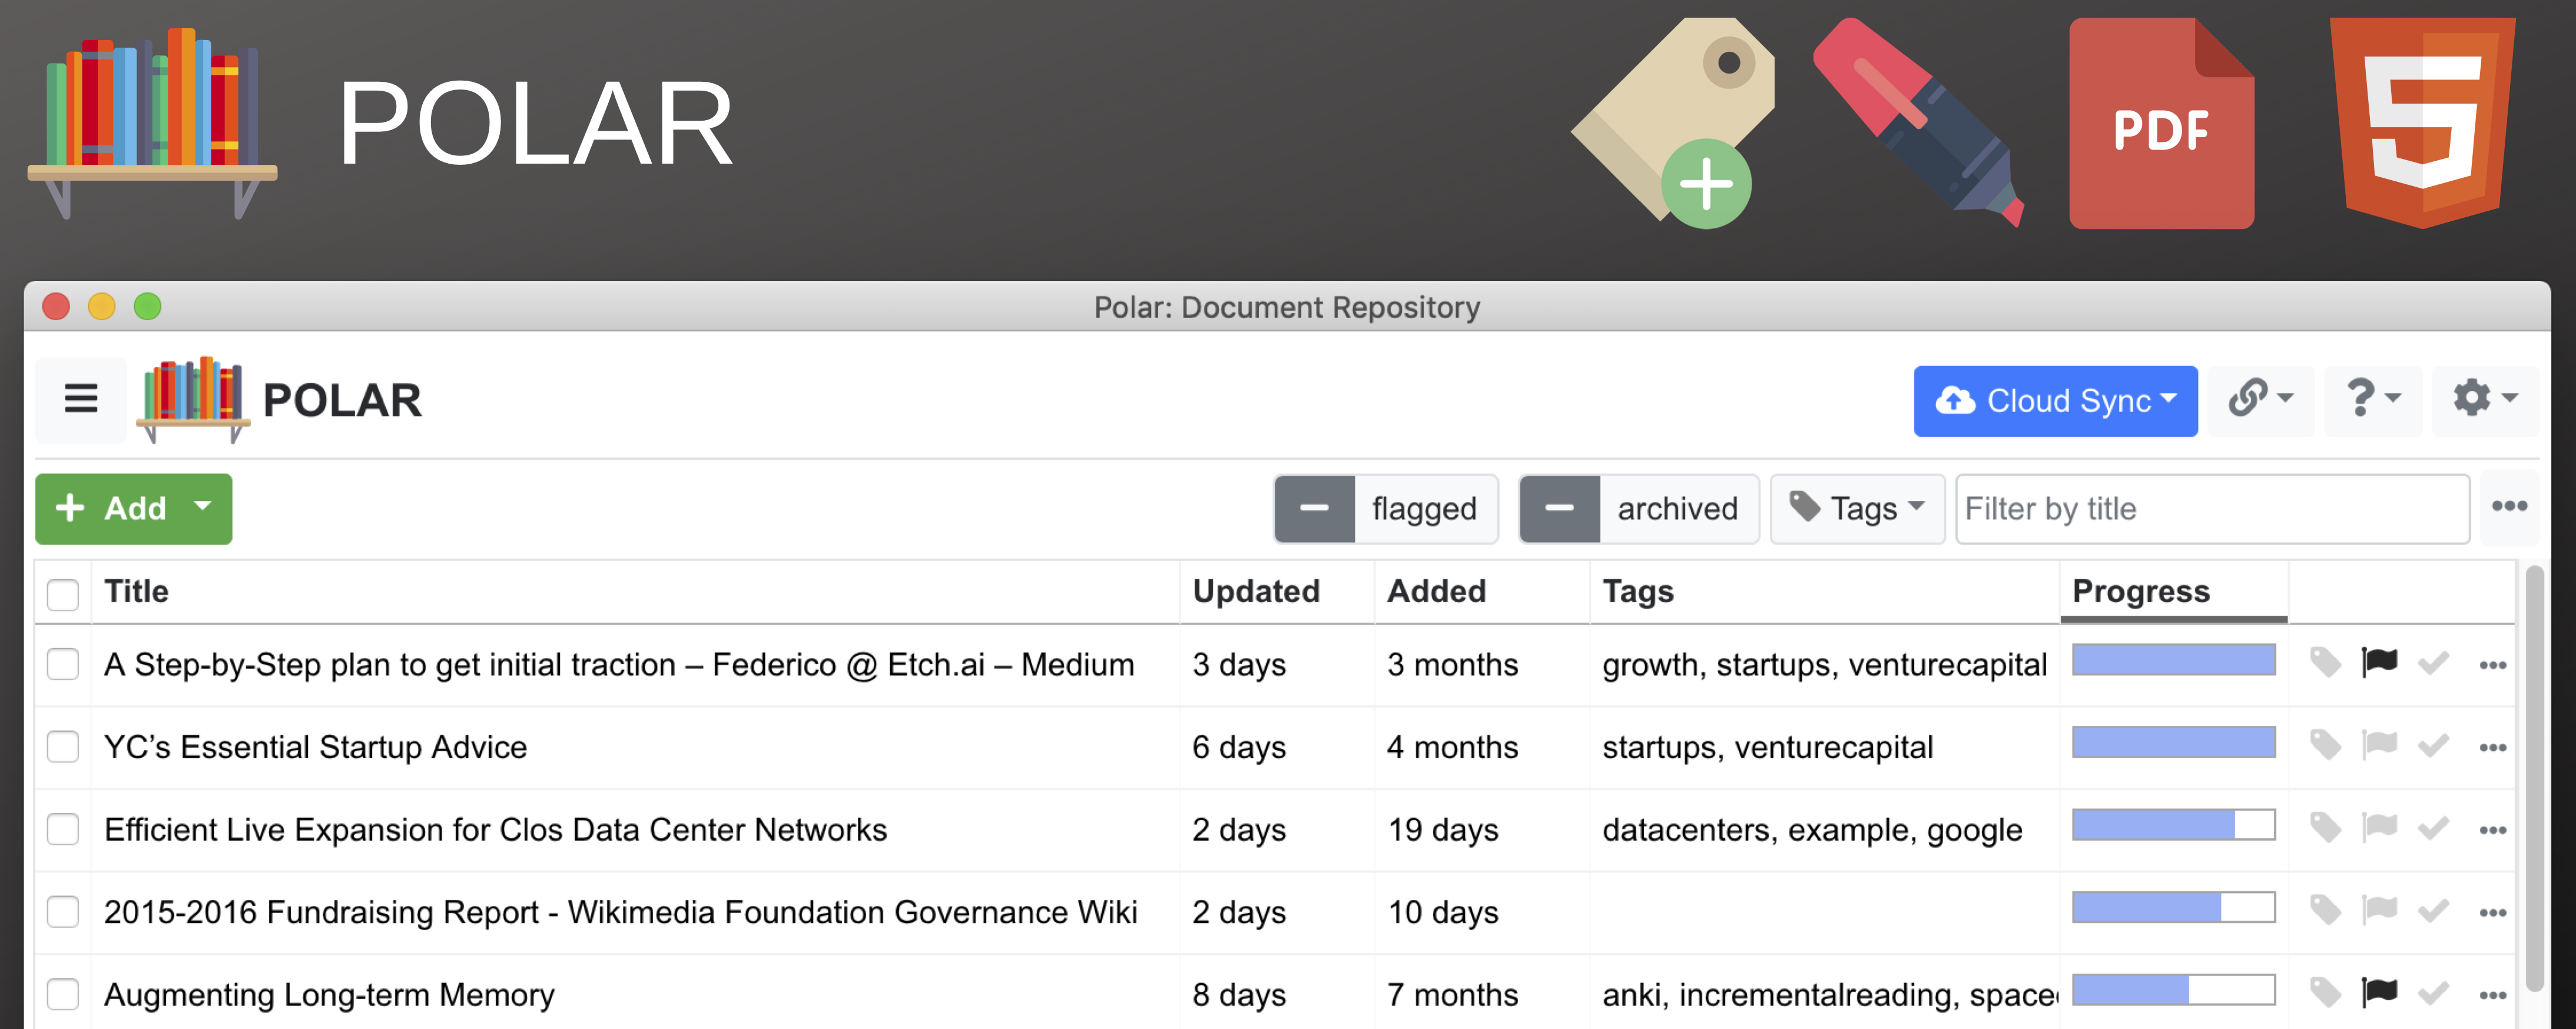 POLAR
PDF
5
Polar: Document Repository
POLAR
Cloud Sync
?
Add
flagged
archived
Tags
Filter by title
Title Updated Added Tags Progress
A Step-by-Step plan to get initial traction – Federico @ Etch.ai – Medium 3 days 3 months growth, startups, venturecapital
YC’s Essential Startup Advice 6 days 4 months startups, venturecapital
Efficient Live Expansion for Clos Data Center Networks 2 days 19 days datacenters, example, google
2015-2016 Fundraising Report - Wikimedia Foundation Governance Wiki 2 days 10 days
Augmenting Long-term Memory 8 days 7 months anki, incrementalreading,